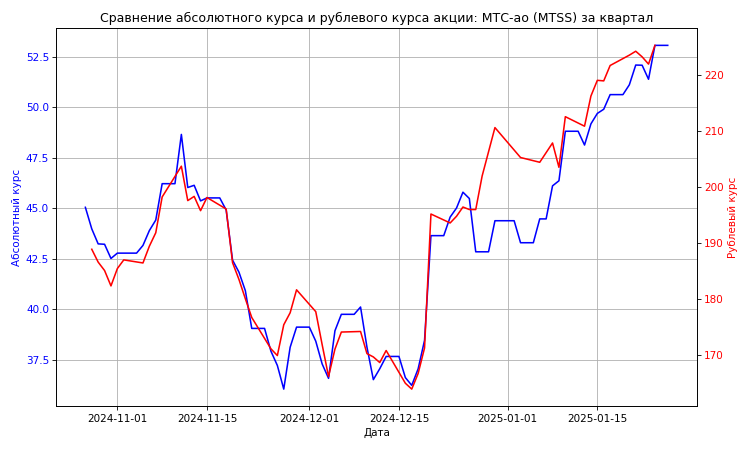 Сравнение абсолютного курса и рублевого курса акции: МТС-ао (MTSS) за квартал
Абсолютный курс
52.5
50.0
47.5
45.0
42.5
40.0
37.5
220
210
200
190
180
170
Рублевый курс
2024-11-01 2024-11-15 2024-12-01 2024-12-15 2025-01-01 2025-01-15
Дата